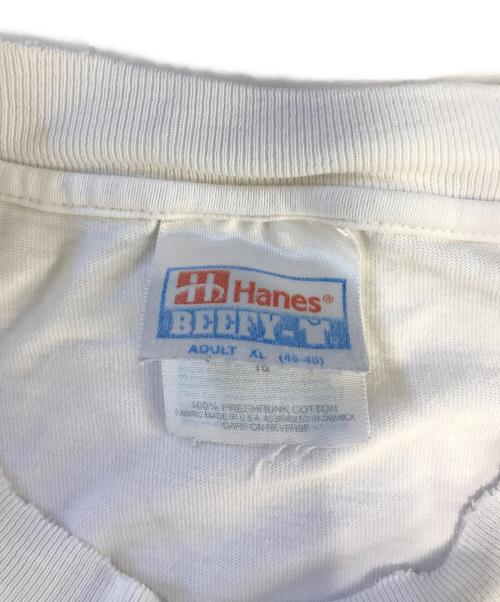 Hanes®
BEEFY-T
ADULT XL (46-48)
100% PRESHRUNK COTTON
FABRIC MADE IN U.S.A. ASSEMBLED IN JAMAICA
CARE ON REVERSE